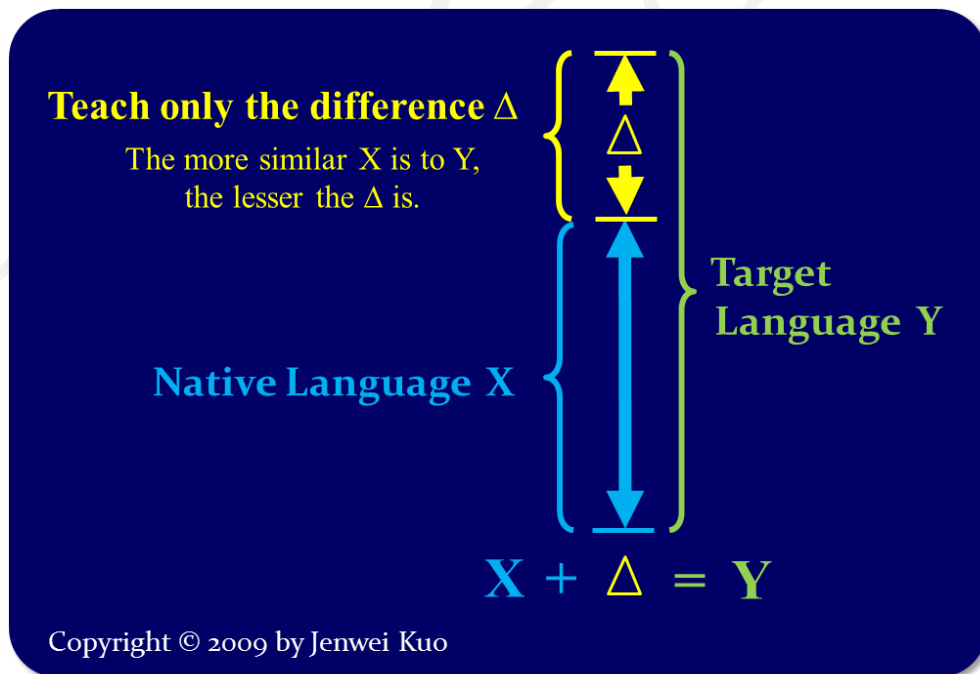 Teach only the difference Δ
The more similar X is to Y,
the lesser the Δ is.
Δ
Target
Language Y
Native Language X
X + Δ = Y
Copyright © 2009 by Jenwei Kuo